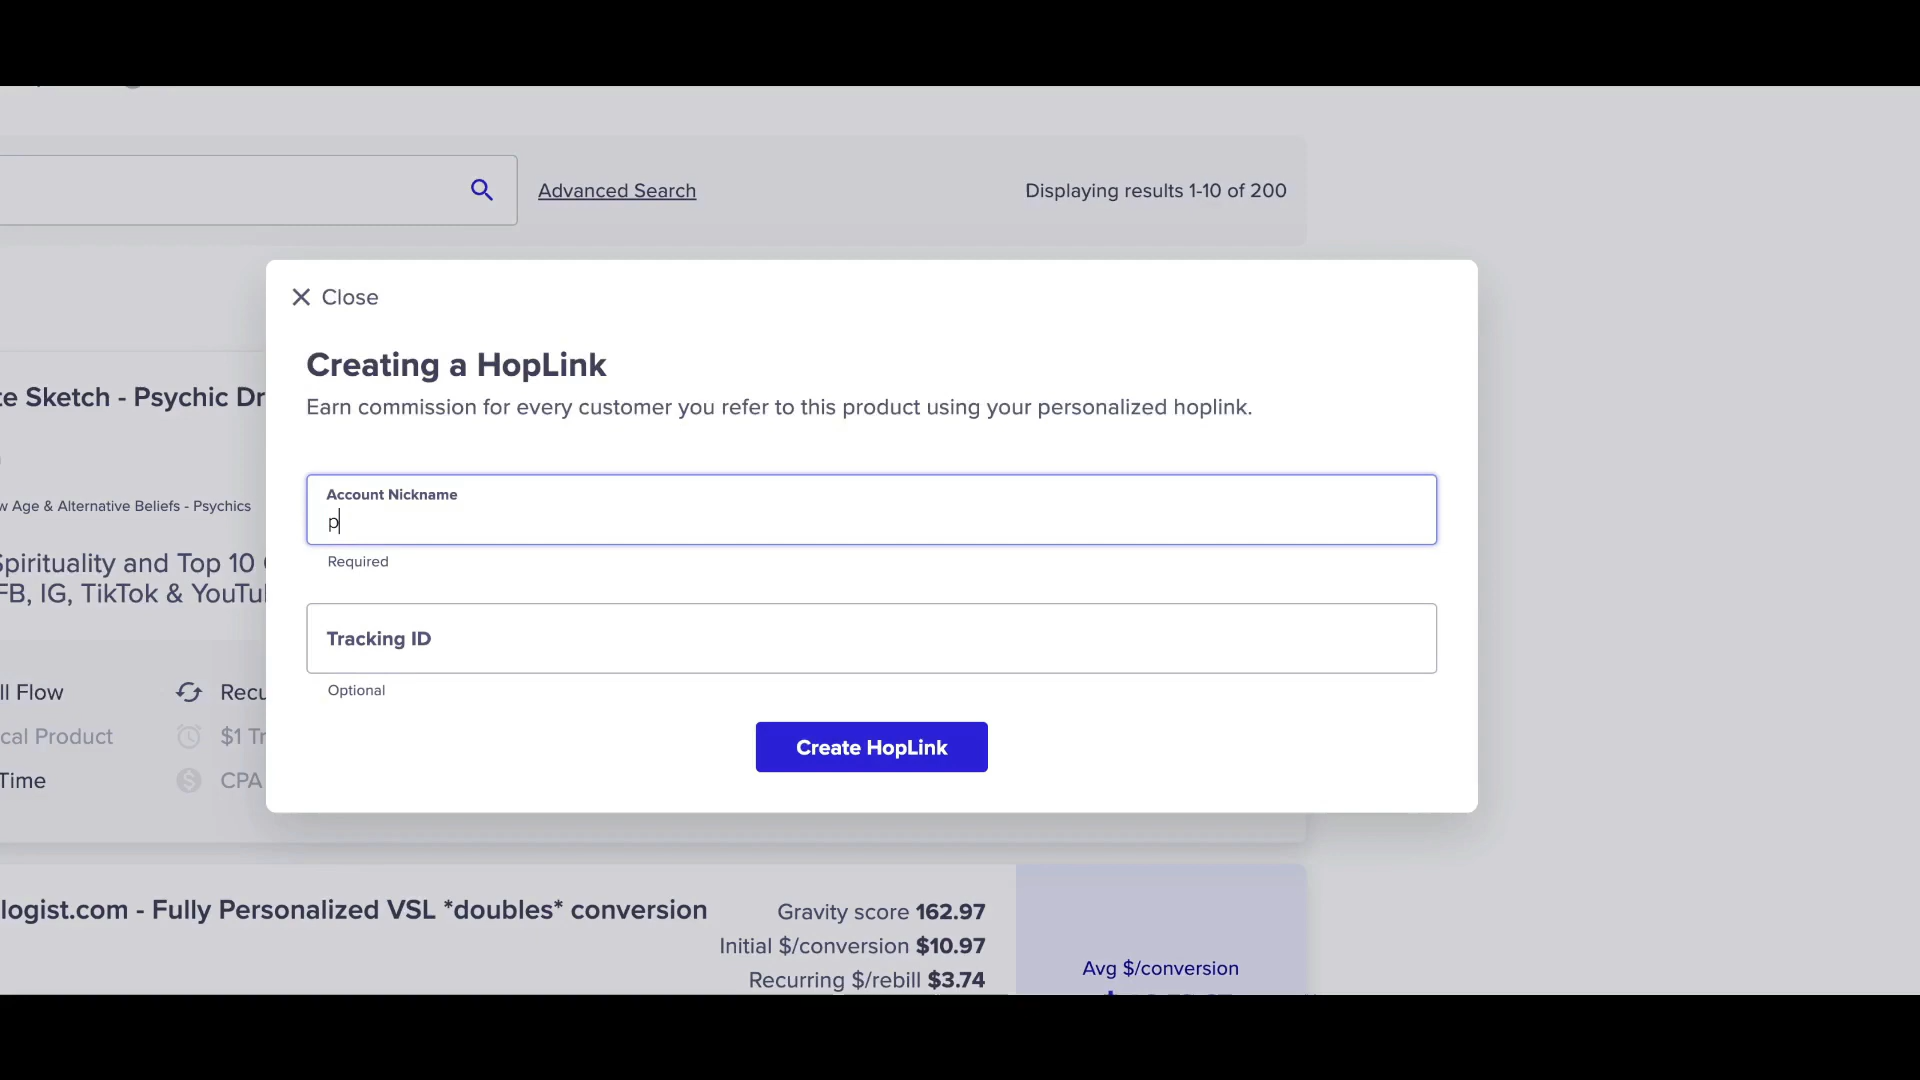 Advanced Search
Displaying results 1-10 of 200
Close
Creating a HopLink
Earn commission for every customer you refer to this product using your personalized hoplink.
Account Nickname
p
Required
Tracking ID
Optional
Create HopLink
te Sketch - Psychic Dr
w Age & Alternative Beliefs - Psychics
Spirituality and Top 10
FB, IG, TikTok & YouTu
ll Flow
Recu
cal Product
$1 Tr
Time
CPA
logist.com - Fully Personalized VSL *doubles* conversion
Gravity score 162.97
Initial $/conversion $10.97
Recurring $/rebill $3.74
Avg $/conversion